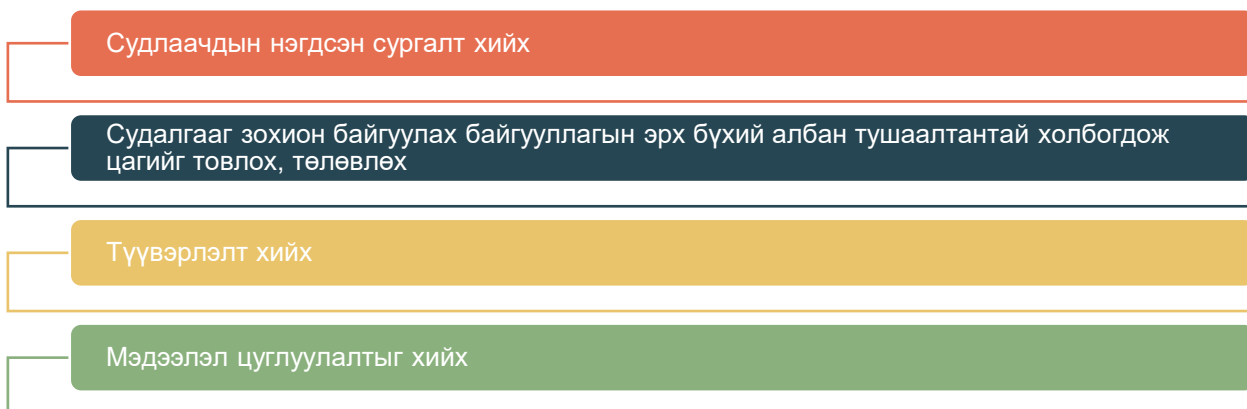 Судлаачдын нэгдсэн сургалт хийх
Судалгааг зохион байгуулах байгууллагын эрх бүхий албан тушаалтантай холбогдож
цагийг товлох, төлөвлөх
Түүвэрлэлт хийх
Мэдээлэл цуглуулалтыг хийх